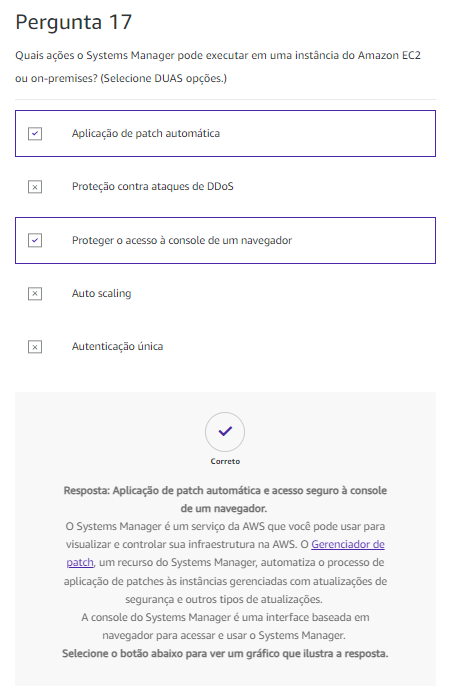 Pergunta 17
Quais ações o Systems Manager pode executar em uma instância do Amazon EC2
ou on-premises? (Selecione DUAS opções.)
Aplicação de patch automática
Proteção contra ataques de DDoS
Proteger o acesso à console de um navegador
Auto scaling
Autenticação única
Correto
Resposta: Aplicação de patch automática e acesso seguro à console
de um navegador.
O Systems Manager é um serviço da AWS que você pode usar para
visualizar e controlar sua infraestrutura na AWS. O Gerenciador de
patch, um recurso do Systems Manager, automatiza o processo de
aplicação de patches às instâncias gerenciadas com atualizações de
segurança e outros tipos de atualizações.
A console do Systems Manager é uma interface baseada em
navegador para acessar e usar o Systems Manager.
Selecione o botão abaixo para ver um gráfico que ilustra a resposta.